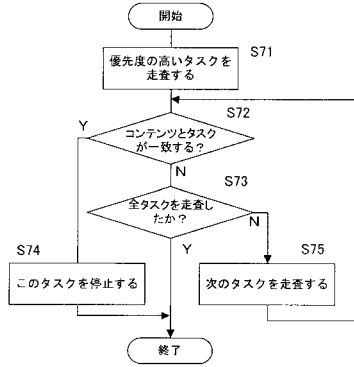 開始
S71
優先度の高いタスクを
走査する
S72
Y
コンテンツとタスク
が一致する？
N
S73
全タスクを走査し
たか？
N
S74
Y
S75
このタスクを停止する
次のタスクを走査する
終了